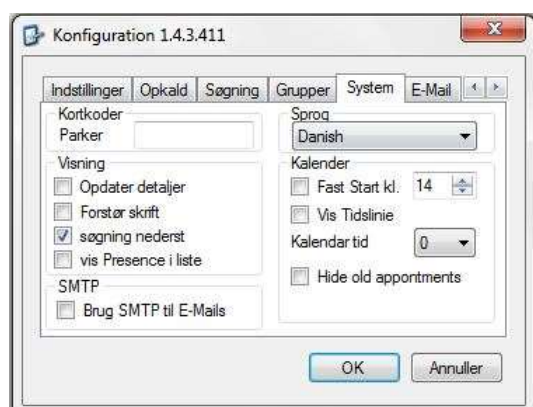 Konfiguration 1.4.3.411
Indstillinger Opkald Søgning Grupper System E-Mail
Kortkoder
Parker
Visning
Opdater detaljer
Forstør skrift
søgning nederst
vis Presence i liste
SMTP
Brug SMTP til E-Mails
Sprog
Danish
Kalender
Fast Start kl. 14
Vis Tidslinie
Kalendar tid 0
Hide old appontments
OK Annuller